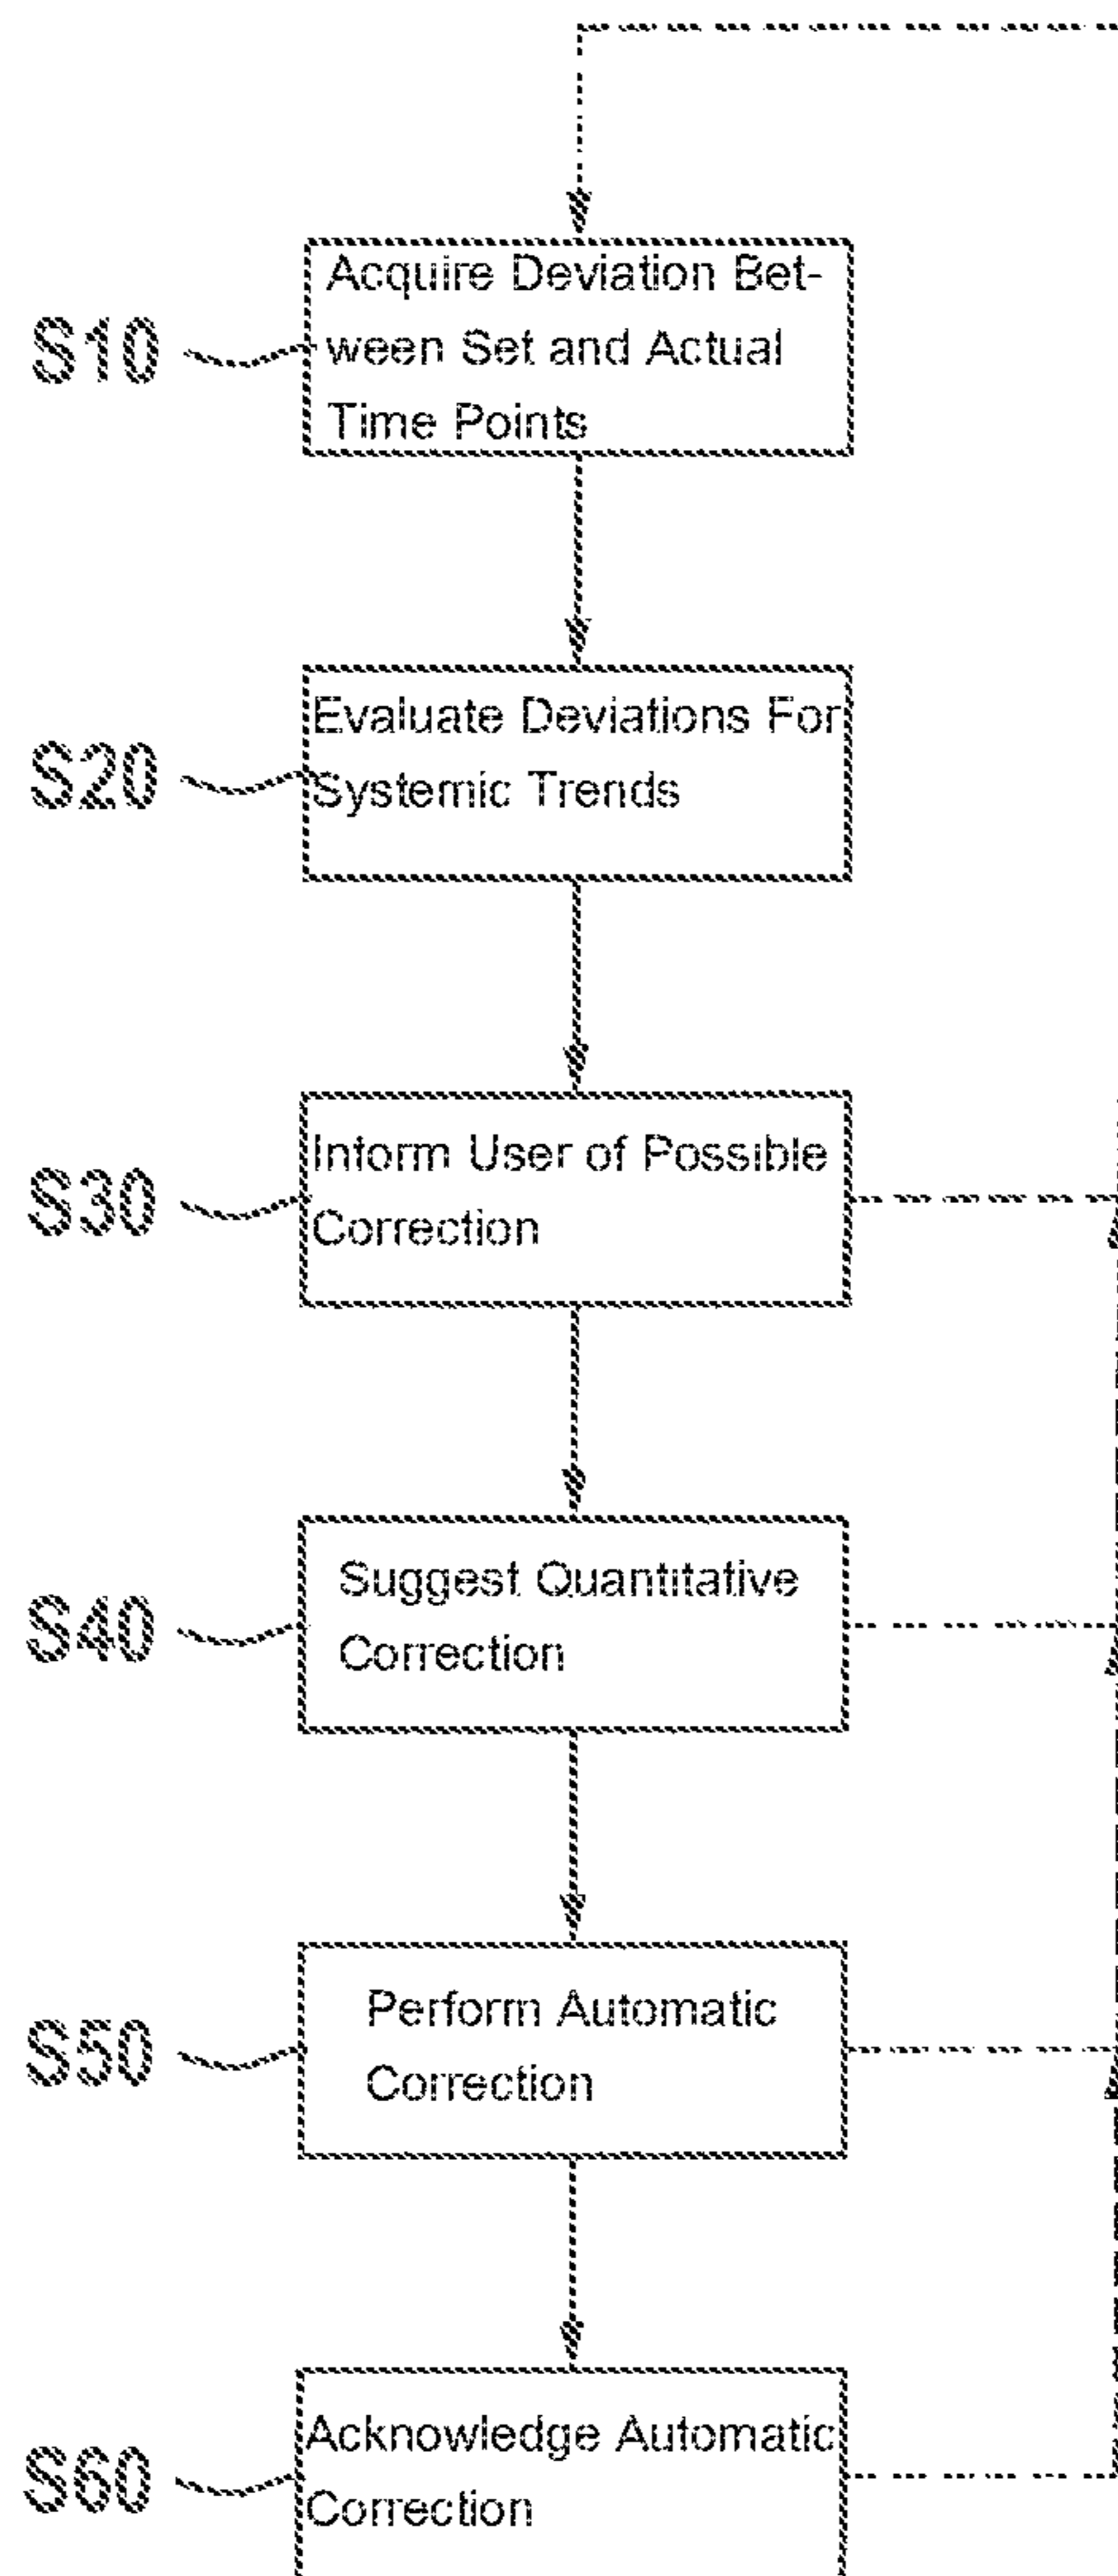 Acquire Deviation Bet-
S10 ween Set and Actual
Time Points
Evaluate Deviations For
S20 Systemic Trends
Inform User of Possible
S30 Correction
Suggest Quantitative
S40 Correction
Perform Automatic
S50 Correction
Acknowledge Automatic
S60 Correction